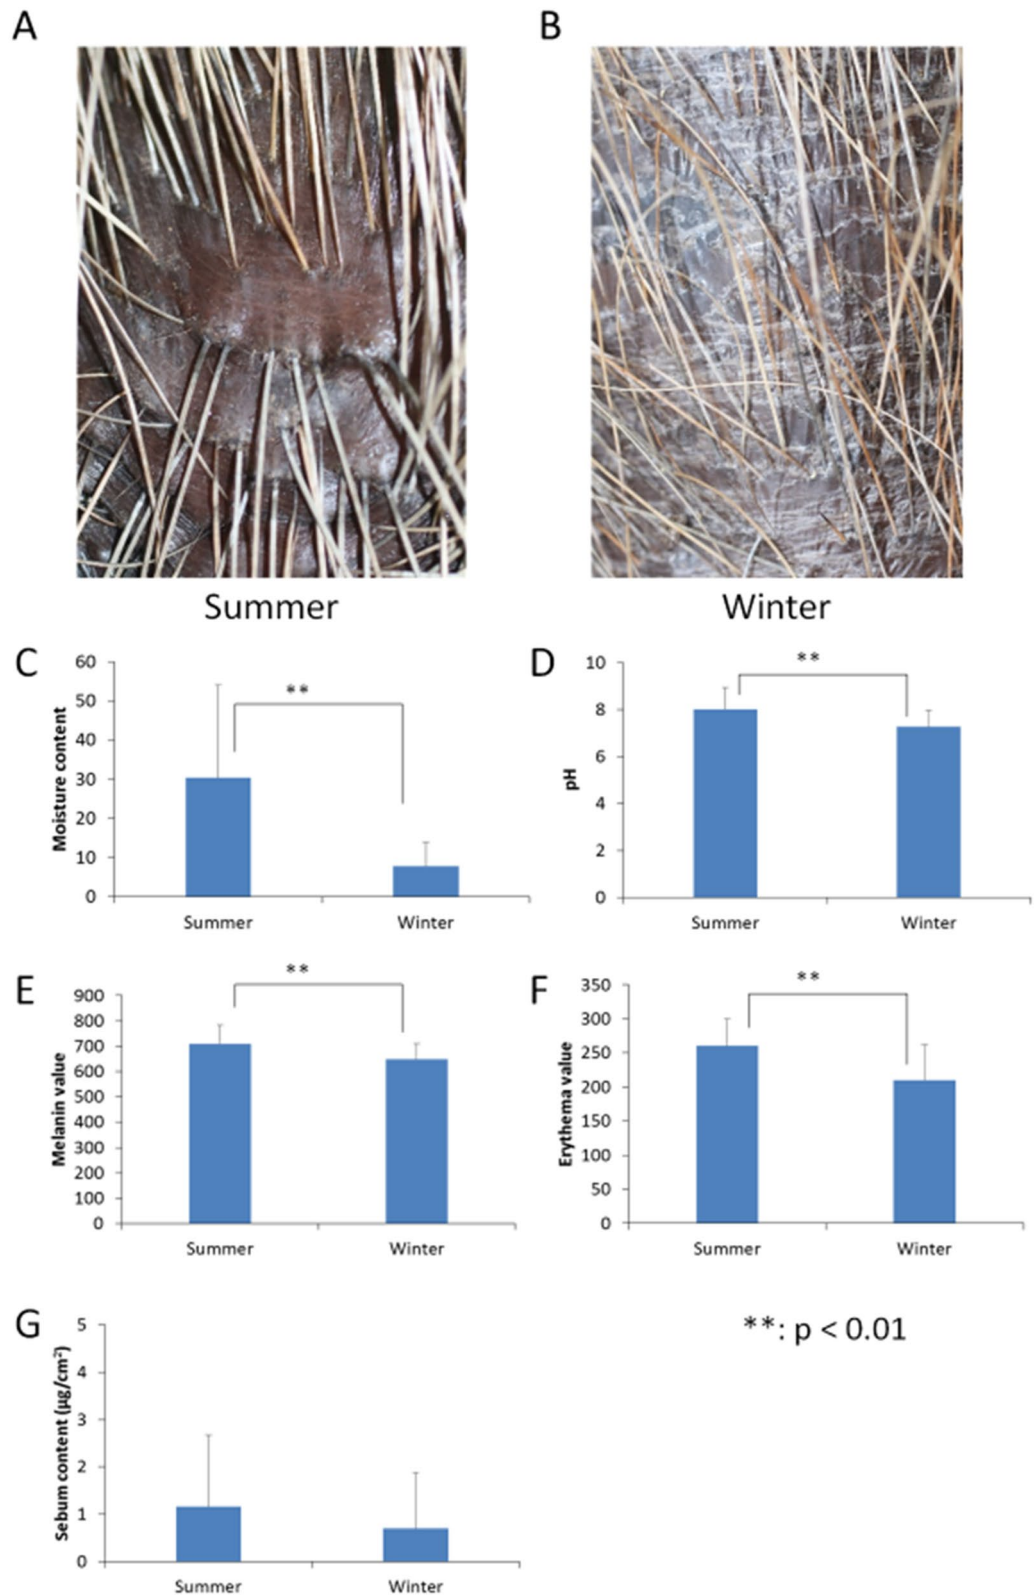 A
B
Summer
Winter
C
Moisture content
60
50
40
30
20
10
0
**
Summer
Winter
D
pH
10
8
6
4
2
0
**
Summer
Winter
E
Melanin value
900
800
700
600
500
400
300
200
100
0
**
Summer
Winter
F
Erythema value
350
300
250
200
150
100
50
0
**
Summer
Winter
G
Sebum content (µg/cm²)
5
4
3
2
1
0
Summer
Winter
**: p < 0.01